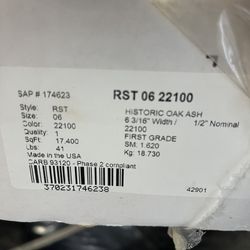 SAP # 174623
RST 06 22100
Style: RST
Size: 06
Color: 22100
Quality: 1
SqFt: 17.400
Lbs: 41
Made in the USA
CARB 93120 - Phase 2 compliant
HISTORIC OAK ASH
6 3/16" Width / 1/2" Nominal
22100
FIRST GRADE
SM: 1.620
Kg: 18.730
370231746238
42901